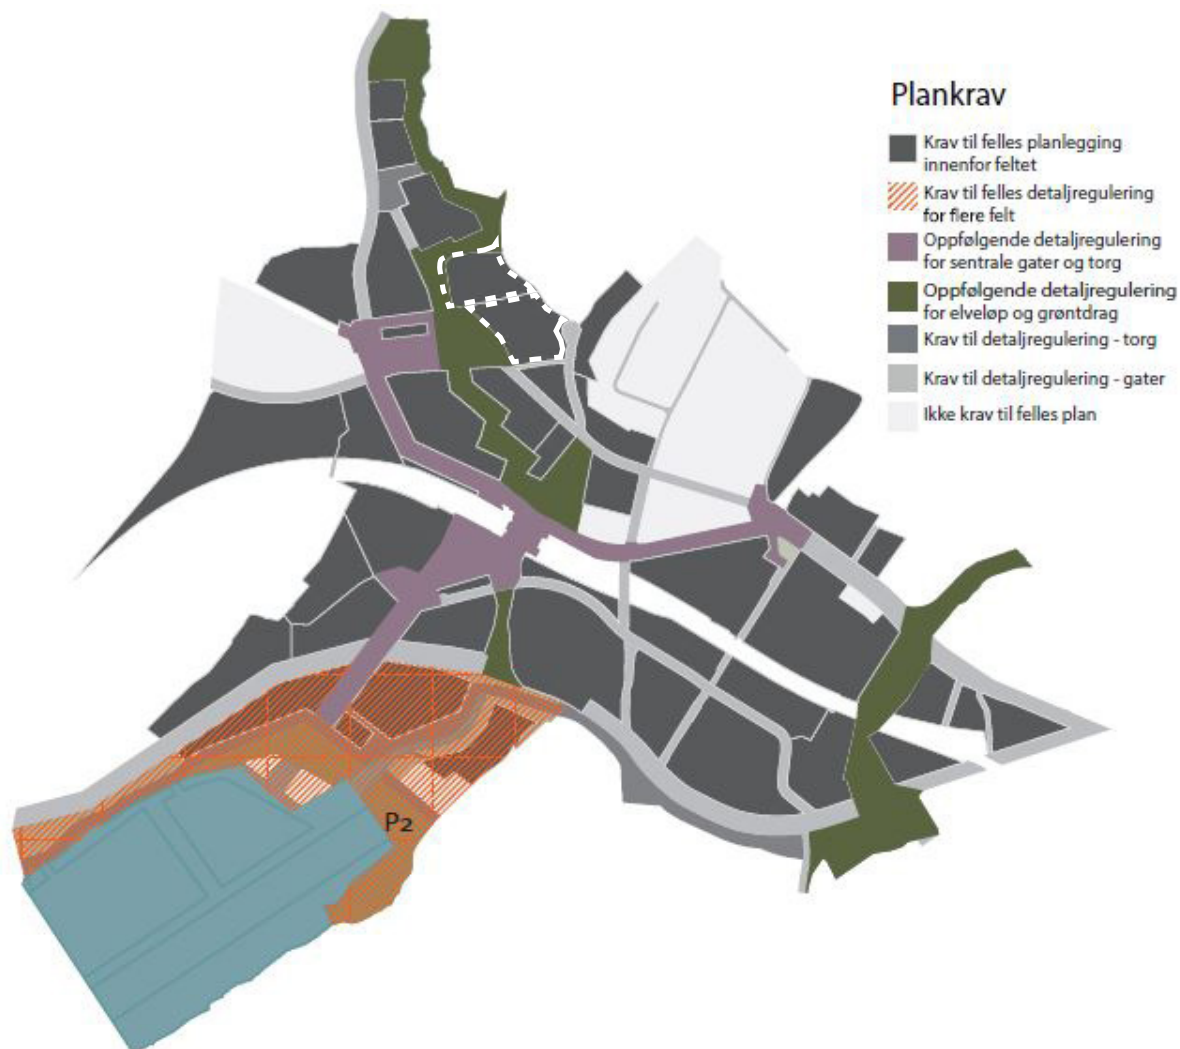 Plankrav
Krav til felles planlegging
innenfor feltet
Krav til felles detaljregulering
for flere felt
Oppfølgende detaljregulering
for sentrale gater og torg
Oppfølgende detaljregulering
for elveløp og grøntdrag
Krav til detaljregulering - torg
Krav til detaljregulering - gater
Ikke krav til felles plan
P2